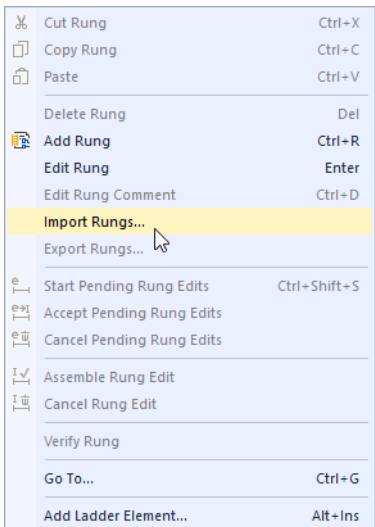 Cut Rung Ctrl+X
Copy Rung Ctrl+C
Paste Ctrl+V
Delete Rung Del
Add Rung Ctrl+R
Edit Rung Enter
Edit Rung Comment Ctrl+D
Import Rungs...
Export Rungs...
Start Pending Rung Edits Ctrl+Shift+S
Accept Pending Rung Edits
Cancel Pending Rung Edits
Assemble Rung Edit
Cancel Rung Edit
Verify Rung
Go To... Ctrl+G
Add Ladder Element... Alt+Ins